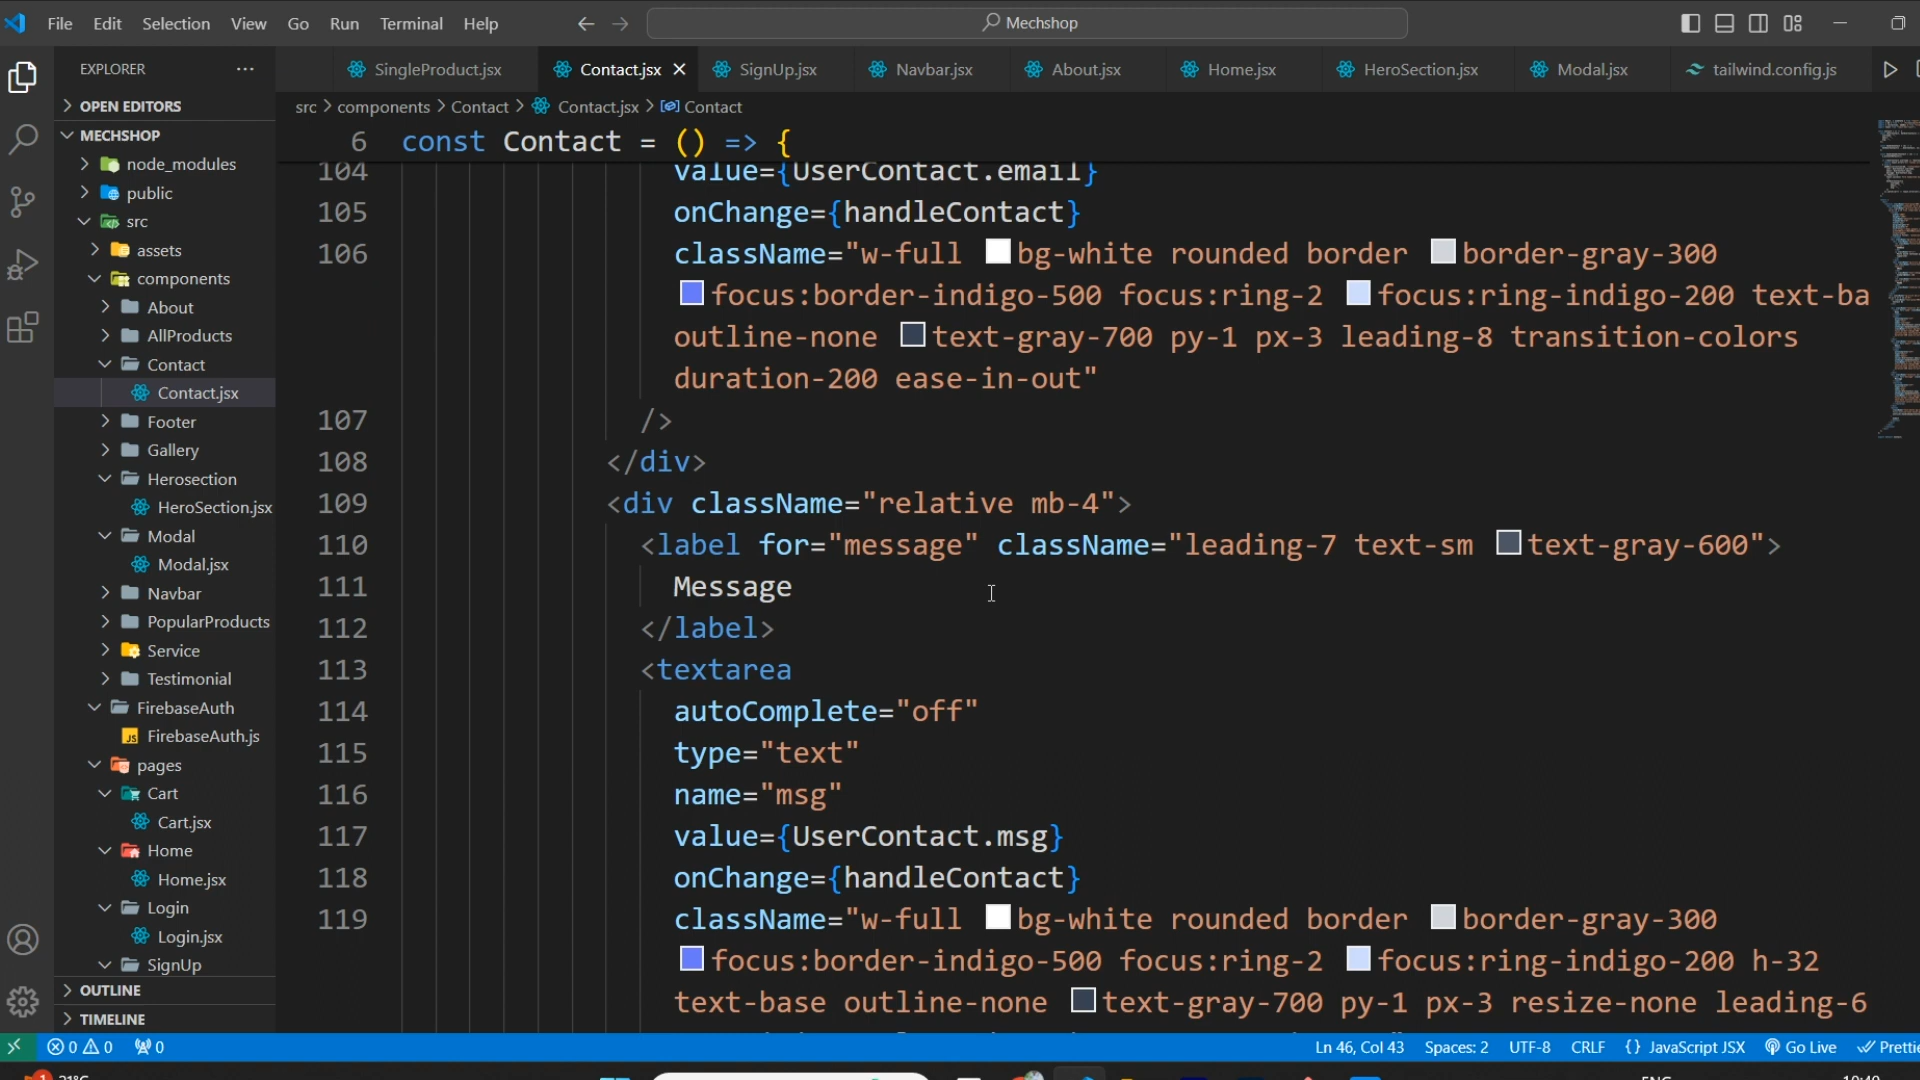 File Edit Selection View Go Run Terminal Help
Mechshop
EXPLORER
SingleProduct.jsx
Contact.jsx
SignUp.jsx
Navbar.jsx
About.jsx
Home.jsx
HeroSection.jsx
Modal.jsx
tailwind.config.js
OPEN EDITORS
MECHSHOP
node_modules
public
src
assets
components
About
AllProducts
Contact
Contact.jsx
Footer
Gallery
Herosection
HeroSection.jsx
Modal
Modal.jsx
Navbar
PopularProducts
Service
Testimonial
FirebaseAuth
JS FirebaseAuth.js
pages
Cart
Cart.jsx
Home
Home.jsx
Login
Login.jsx
SignUp
OUTLINE
TIMELINE
src > components > Contact > Contact.jsx > Contact
6 const Contact = () => {
104 value={UserContact.email}
105 onChange={handleContact}
106 className="w-full bg-white rounded border border-gray-300
focus:border-indigo-500 focus:ring-2 focus:ring-indigo-200 text-ba
outline-none text-gray-700 py-1 px-3 leading-8 transition-colors
duration-200 ease-in-out"
107 />
108 </div>
109 <div className="relative mb-4">
110 <label for="message" className="leading-7 text-sm text-gray-600">
111 Message
112 </label>
113 <textarea
114 autoComplete="off"
115 type="text"
116 name="msg"
117 value={UserContact.msg}
118 onChange={handleContact}
119 className="w-full bg-white rounded border border-gray-300
focus:border-indigo-500 focus:ring-2 focus:ring-indigo-200 h-32
text-base outline-none text-gray-700 py-1 px-3 resize-none leading-6
0 0 0 Ln 46, Col 43 Spaces: 2 UTF-8 CRLF {} JavaScript JSX Go Live Prettie